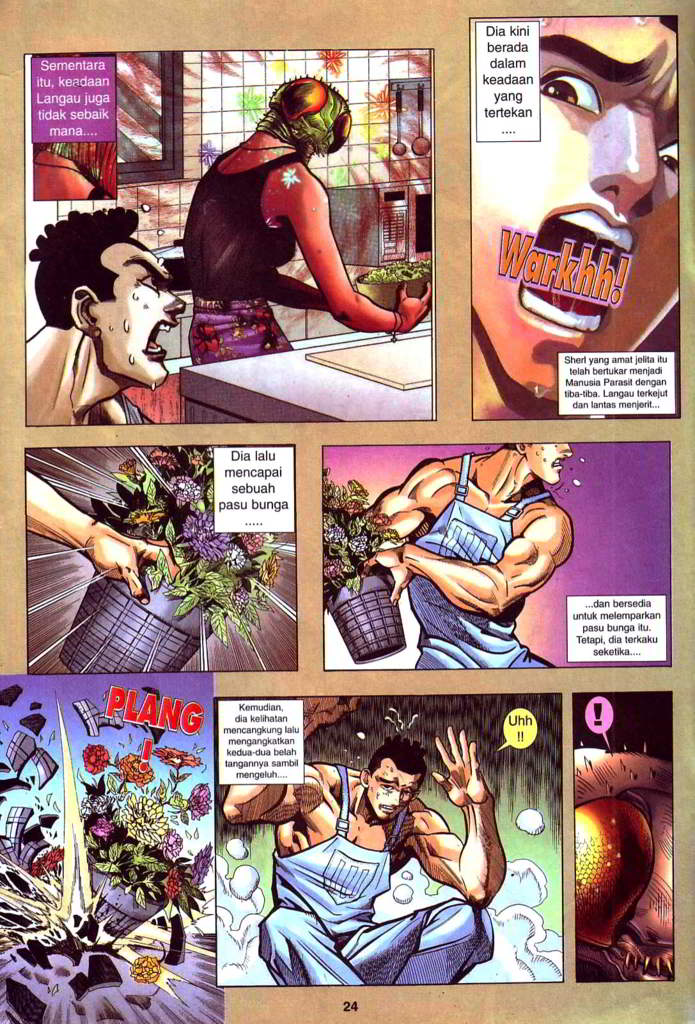 Sementara
itu, keadaan
Langau juga
tidak sebaik
mana....
Dia kini
berada
dalam
keadaan
yang
tertekan
....
Warkhh!
Sherl yang amat jelita itu
telah bertukar menjadi
Manusia Parasit dengan
tiba-tiba. Langau terkejut
dan lantas menjerit...
Dia lalu
mencapai
sebuah
pasu bunga
.....
...dan bersedia
untuk melemparkan
pasu bunga itu.
Tetapi, dia terkaku
seketika....
PLANG
!
Kemudian,
dia kelihatan
mencangkung lalu
mengangkatkan
kedua-dua belah
tangannya sambil
mengeluh....
Uhh
!!
!
24